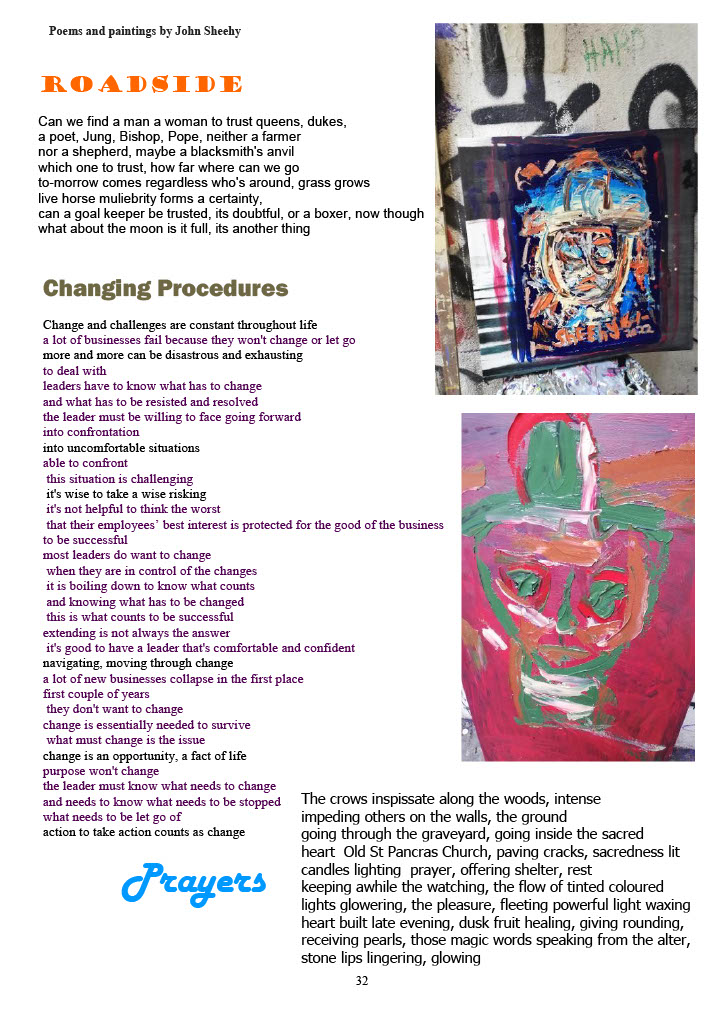 Poems and paintings by John Sheehy
ROADSIDE
Can we find a man a woman to trust queens, dukes,
a poet, Jung, Bishop, Pope, neither a farmer
nor a shepherd, maybe a blacksmith's anvil
which one to trust, how far where can we go
to-morrow comes regardless who's around, grass grows
live horse muliebrity forms a certainty,
can a goal keeper be trusted, its doubtful, or a boxer, now though
what about the moon is it full, its another thing
HAPP
SHEEHY
2022
Changing Procedures
Change and challenges are constant throughout life
a lot of businesses fail because they won't change or let go
more and more can be disastrous and exhausting
to deal with
leaders have to know what has to change
and what has to be resisted and resolved
the leader must be willing to face going forward
into confrontation
into uncomfortable situations
able to confront
this situation is challenging
it's wise to take a wise risking
it's not helpful to think the worst
that their employees’ best interest is protected for the good of the business
to be successful
most leaders do want to change
when they are in control of the changes
it is boiling down to know what counts
and knowing what has to be changed
this is what counts to be successful
extending is not always the answer
it's good to have a leader that's comfortable and confident
navigating, moving through change
a lot of new businesses collapse in the first place
first couple of years
they don't want to change
change is essentially needed to survive
what must change is the issue
change is an opportunity, a fact of life
purpose won't change
the leader must know what needs to change
and needs to know what needs to be stopped
what needs to be let go of
action to take action counts as change
Prayers
The crows inspissate along the woods, intense
impeding others on the walls, the ground
going through the graveyard, going inside the sacred
heart  Old St Pancras Church, paving cracks, sacredness lit
candles lighting  prayer, offering shelter, rest
keeping awhile the watching, the flow of tinted coloured
lights glowering, the pleasure, fleeting powerful light waxing
heart built late evening, dusk fruit healing, giving rounding,
receiving pearls, those magic words speaking from the alter,
stone lips lingering, glowing
32